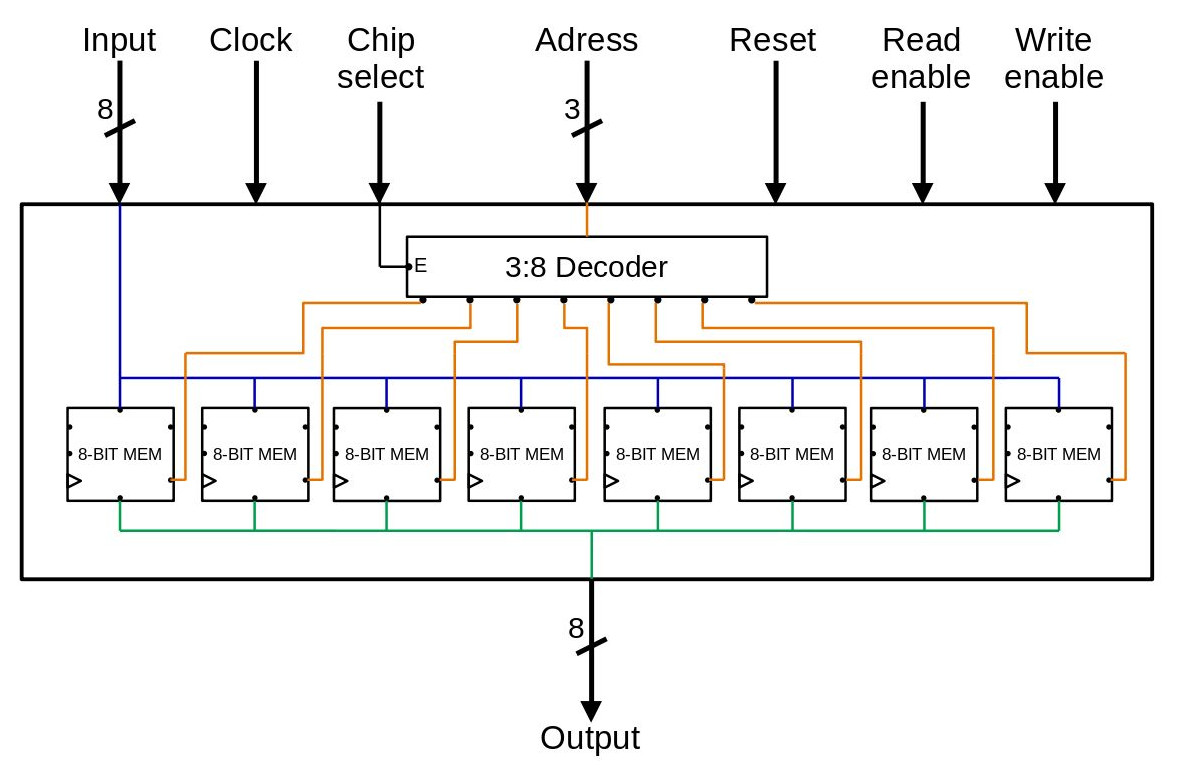 Input
Clock
Chip
select
Adress
Reset
Read
enable
Write
enable
8
3
E
3:8 Decoder
8-BIT MEM
8-BIT MEM
8-BIT MEM
8-BIT MEM
8-BIT MEM
8-BIT MEM
8-BIT MEM
8-BIT MEM
8
Output